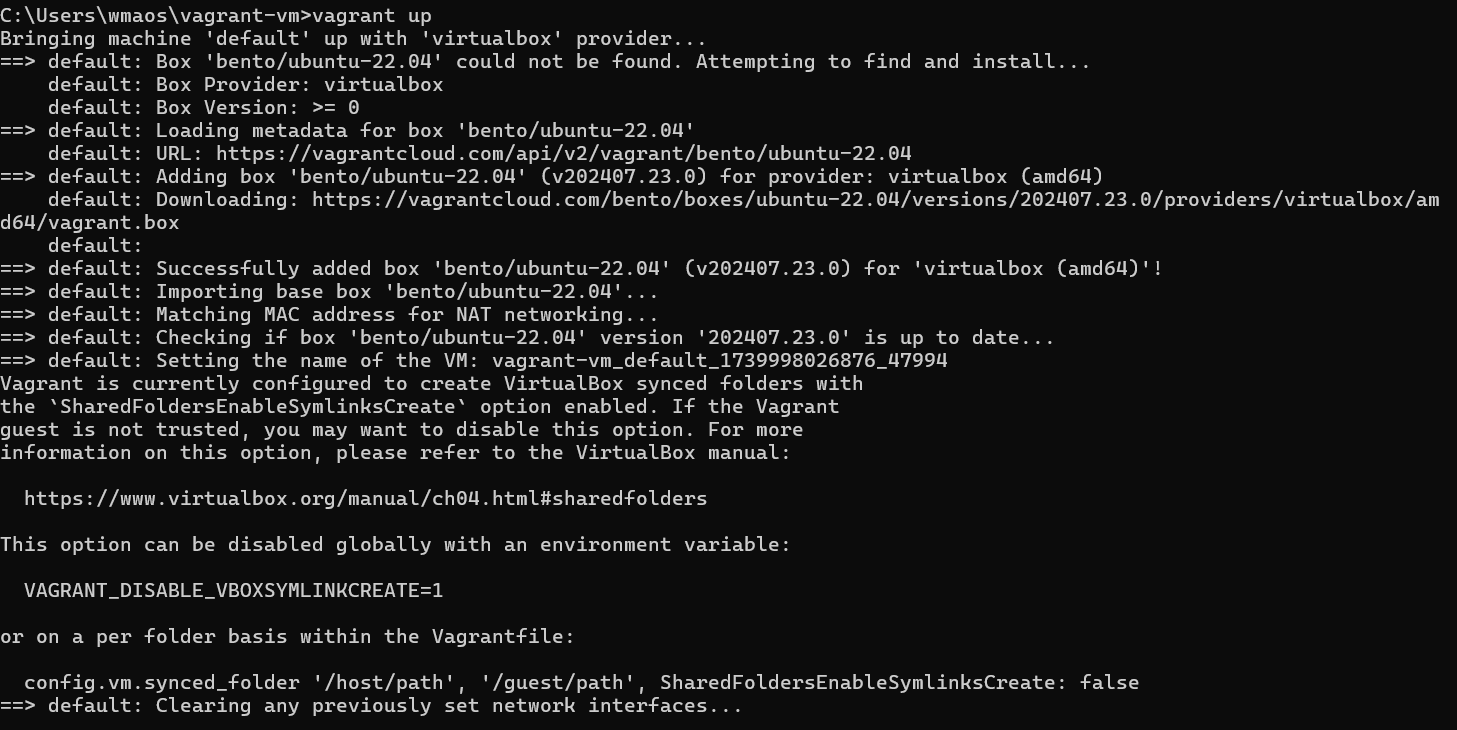 C:\Users\wmaos\vagrant-vm>vagrant up
Bringing machine 'default' up with 'virtualbox' provider...
==> default: Box 'bento/ubuntu-22.04' could not be found. Attempting to find and install...
    default: Box Provider: virtualbox
    default: Box Version: >= 0
==> default: Loading metadata for box 'bento/ubuntu-22.04'
    default: URL: https://vagrantcloud.com/api/v2/vagrant/bento/ubuntu-22.04
==> default: Adding box 'bento/ubuntu-22.04' (v202407.23.0) for provider: virtualbox (amd64)
    default: Downloading: https://vagrantcloud.com/bento/boxes/ubuntu-22.04/versions/202407.23.0/providers/virtualbox/am
d64/vagrant.box
    default:
==> default: Successfully added box 'bento/ubuntu-22.04' (v202407.23.0) for 'virtualbox (amd64)'!
==> default: Importing base box 'bento/ubuntu-22.04'...
==> default: Matching MAC address for NAT networking...
==> default: Checking if box 'bento/ubuntu-22.04' version '202407.23.0' is up to date...
==> default: Setting the name of the VM: vagrant-vm_default_1739998026876_47994
Vagrant is currently configured to create VirtualBox synced folders with
the `SharedFoldersEnableSymlinksCreate` option enabled. If the Vagrant
guest is not trusted, you may want to disable this option. For more
information on this option, please refer to the VirtualBox manual:

  https://www.virtualbox.org/manual/ch04.html#sharedfolders

This option can be disabled globally with an environment variable:

  VAGRANT_DISABLE_VBOXSYMLINKCREATE=1

or on a per folder basis within the Vagrantfile:

  config.vm.synced_folder '/host/path', '/guest/path', SharedFoldersEnableSymlinksCreate: false
==> default: Clearing any previously set network interfaces...